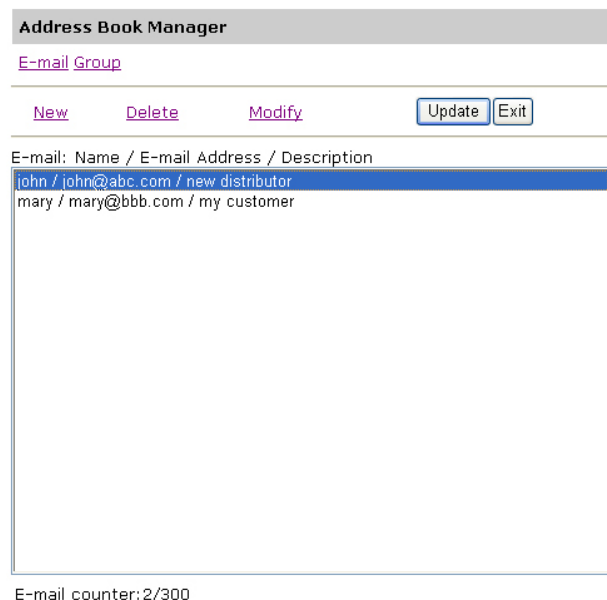 Address Book Manager
E-mail Group
New Delete Modify Update Exit
E-mail: Name / E-mail Address / Description
john / john@abc.com / new distributor
mary / mary@bbb.com / my customer
E-mail counter:2/300